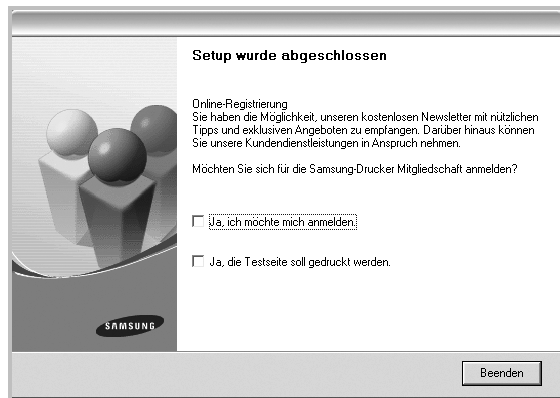 Setup wurde abgeschlossen
Online-Registrierung
Sie haben die Möglichkeit, unseren kostenlosen Newsletter mit nützlichen
Tipps und exklusiven Angeboten zu empfangen. Darüber hinaus können
Sie unsere Kundendienstleistungen in Anspruch nehmen.
Möchten Sie sich für die Samsung-Drucker Mitgliedschaft anmelden?
Ja, ich möchte mich anmelden.
Ja, die Testseite soll gedruckt werden.
SAMSUNG
Beenden